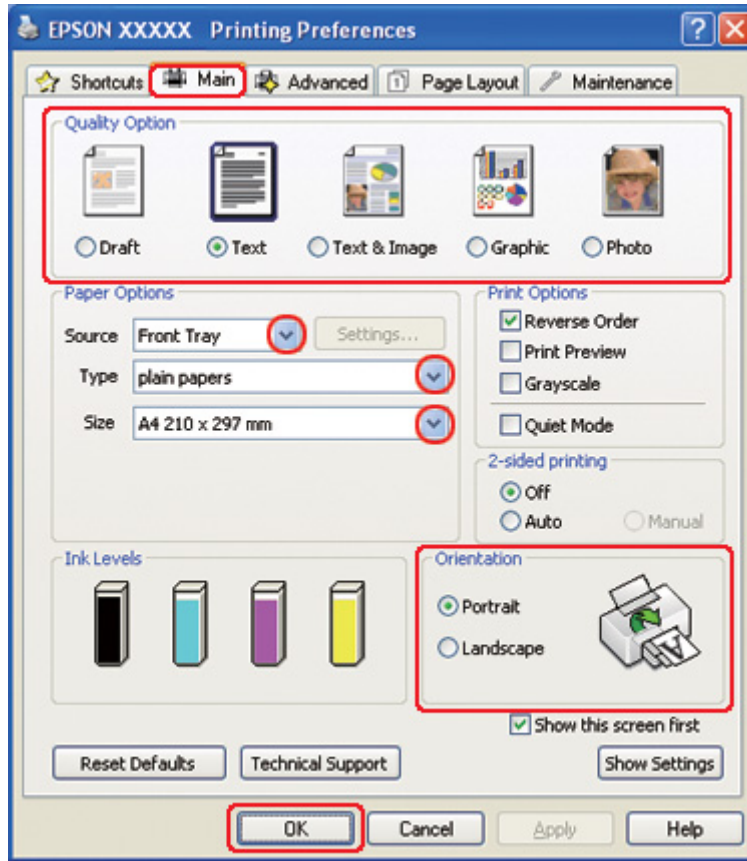 EPSON XXXXX Printing Preferences
Shortcuts Main Advanced Page Layout Maintenance
Quality Option
Draft Text Text & Image Graphic Photo
Paper Options
Source Front Tray Settings...
Type plain papers
Size A4 210 x 297 mm
Print Options
Reverse Order
Print Preview
Grayscale
Quiet Mode
2-sided printing
Off
Auto Manual
Ink Levels
Orientation
Portrait
Landscape
Show this screen first
Reset Defaults Technical Support Show Settings
OK Cancel Apply Help